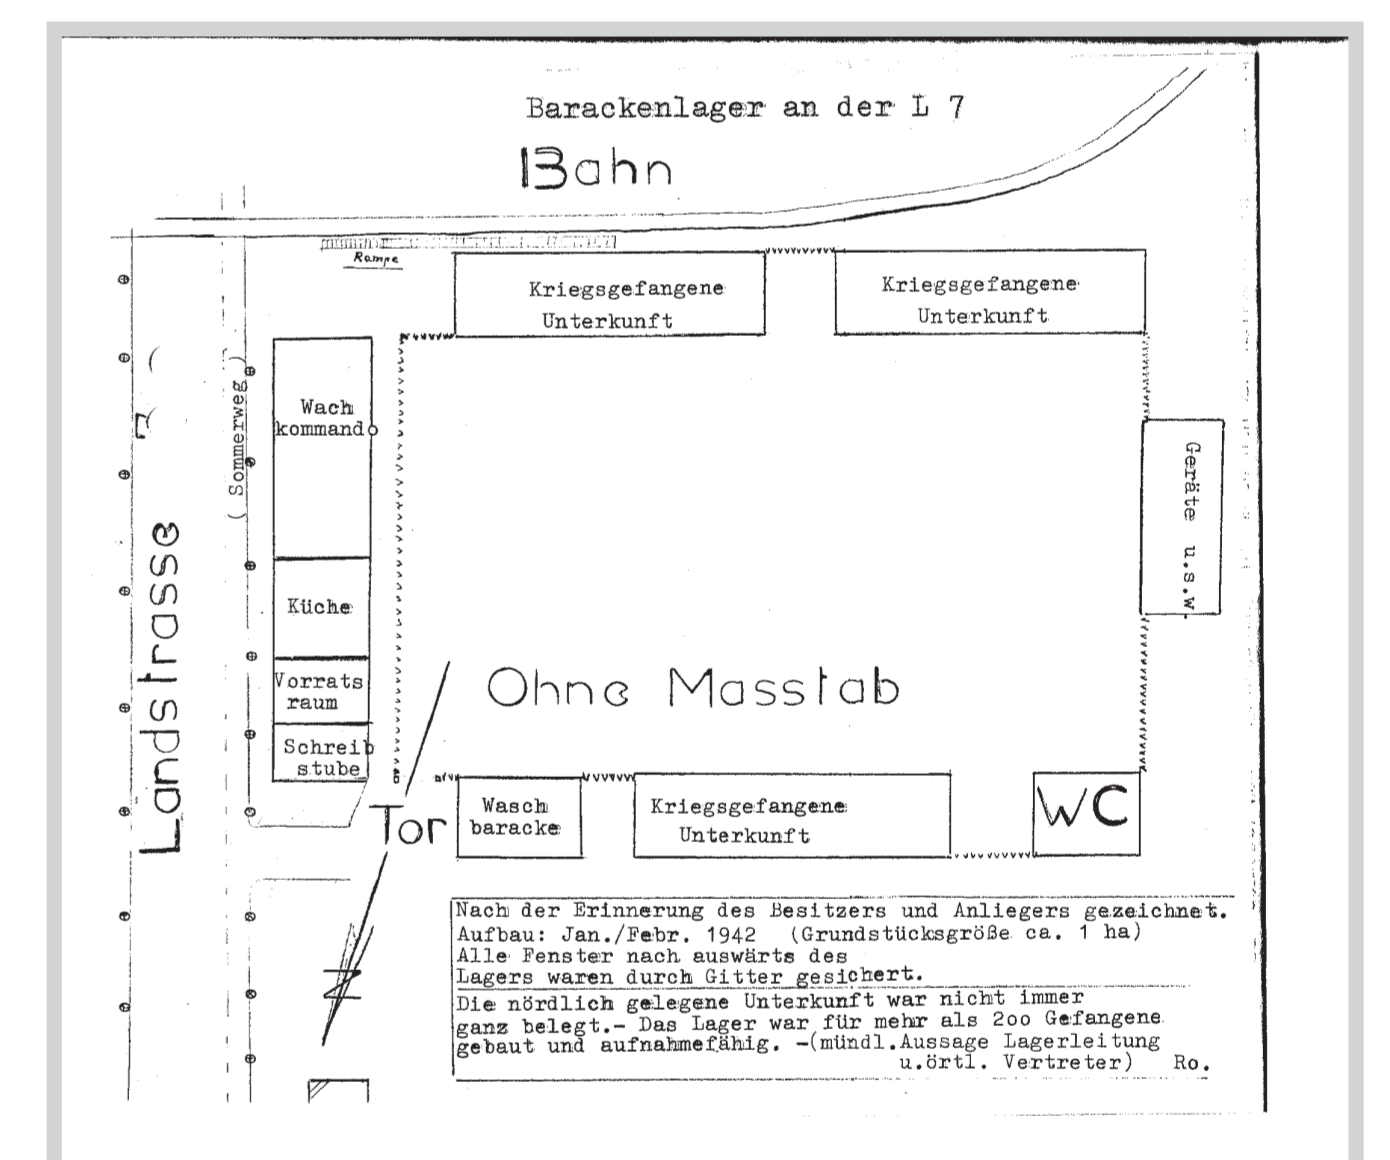 Barackenlager an der L 7
Bahn
Rampe
Kriegsgefangene
Unterkunft
Kriegsgefangene
Unterkunft
Landstrasse 7
( Sommerweg )
Wach
kommando
Küche
Vorrats
raum
Schreib
stube
Geräte u.s.w.
Ohne Masstab
Tor
Wasch
baracke
Kriegsgefangene
Unterkunft
WC
N
Nach der Erinnerung des Besitzers und Anliegers gezeichnet.
Aufbau: Jan./Febr. 1942 (Grundstücksgröße ca. 1 ha)
Alle Fenster nach auswärts des
Lagers waren durch Gitter gesichert.
Die nördlich gelegene Unterkunft war nicht immer
ganz belegt.- Das Lager war für mehr als 2oo Gefangene
gebaut und aufnahmefähig. -(mündl.Aussage Lagerleitung
u.örtl. Vertreter) Ro.